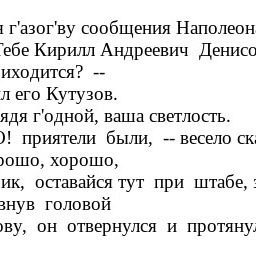 г'азог'ву сообщения Наполеон
Тебе Кирилл Андреевич Денисо
иходится? --
л его Кутузов.
ядя г'одной, ваша светлость.
О! приятели были, -- весело ска
рошо, хорошо,
ик, оставайся тут при штабе, з
знув головой
ову, он отвернулся и протянул